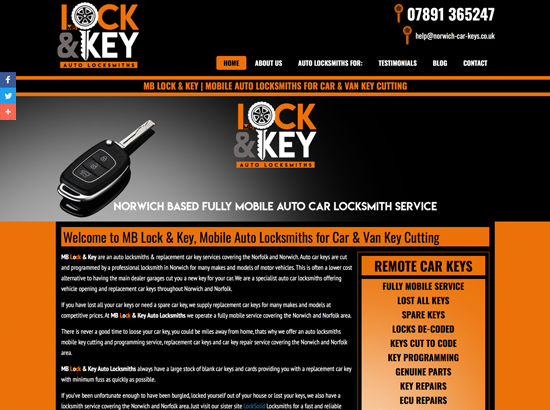 LOCK
& KEY
AUTO LOCKSMITHS
07891 365247
help@norwich-car-keys.co.uk
HOME ABOUT US AUTO LOCKSMITHS FOR: TESTIMONIALS BLOG CONTACT
MB LOCK & KEY | MOBILE AUTO LOCKSMITHS FOR CAR & VAN KEY CUTTING
LOCK
& KEY
AUTO LOCKSMITHS
NORWICH BASED FULLY MOBILE AUTO CAR LOCKSMITH SERVICE
Welcome to MB Lock & Key, Mobile Auto Locksmiths for Car & Van Key Cutting
MB Lock & Key are an auto locksmiths & replacement car key services covering the Norfolk and Norwich. Auto car keys are cut
and programmed by a professional locksmith in Norwich for many makes and models of motor vehicles. This is often a lower cost
alternative to having the main dealer garages cut you a new key for your car. We are a specialist auto car locksmiths offering
vehicle opening and replacement car keys throughout Norwich and Norfolk.
If you have lost all your car keys or need a spare car key, we supply replacement car keys for many makes and models at
competitive prices. At MB Lock & Key Auto Locksmiths we operate a fully mobile service covering the Norwich and Norfolk area.
There is never a good time to loose your car key, you could be miles away from home, thats why we offer an auto locksmiths
mobile key cutting and programming service, replacement car keys and car key repair service covering the Norwich and Norfolk
area.
MB Lock & Key Auto Locksmiths always have a large stock of blank car keys and cards providing you with a replacement car key
with minimum fuss as quickly as possible.
If you've been unfortunate enough to have been burgled, locked yourself out of your house or lost your keys, we also have a
locksmith service covering the Norwich and Norfolk area. Just visit our sister site LockSolid Locksmiths for a fast and reliable
REMOTE CAR KEYS
FULLY MOBILE SERVICE
LOST ALL KEYS
SPARE KEYS
LOCKS DE-CODED
KEYS CUT TO CODE
KEY PROGRAMMING
GENUINE PARTS
KEY REPAIRS
ECU REPAIRS